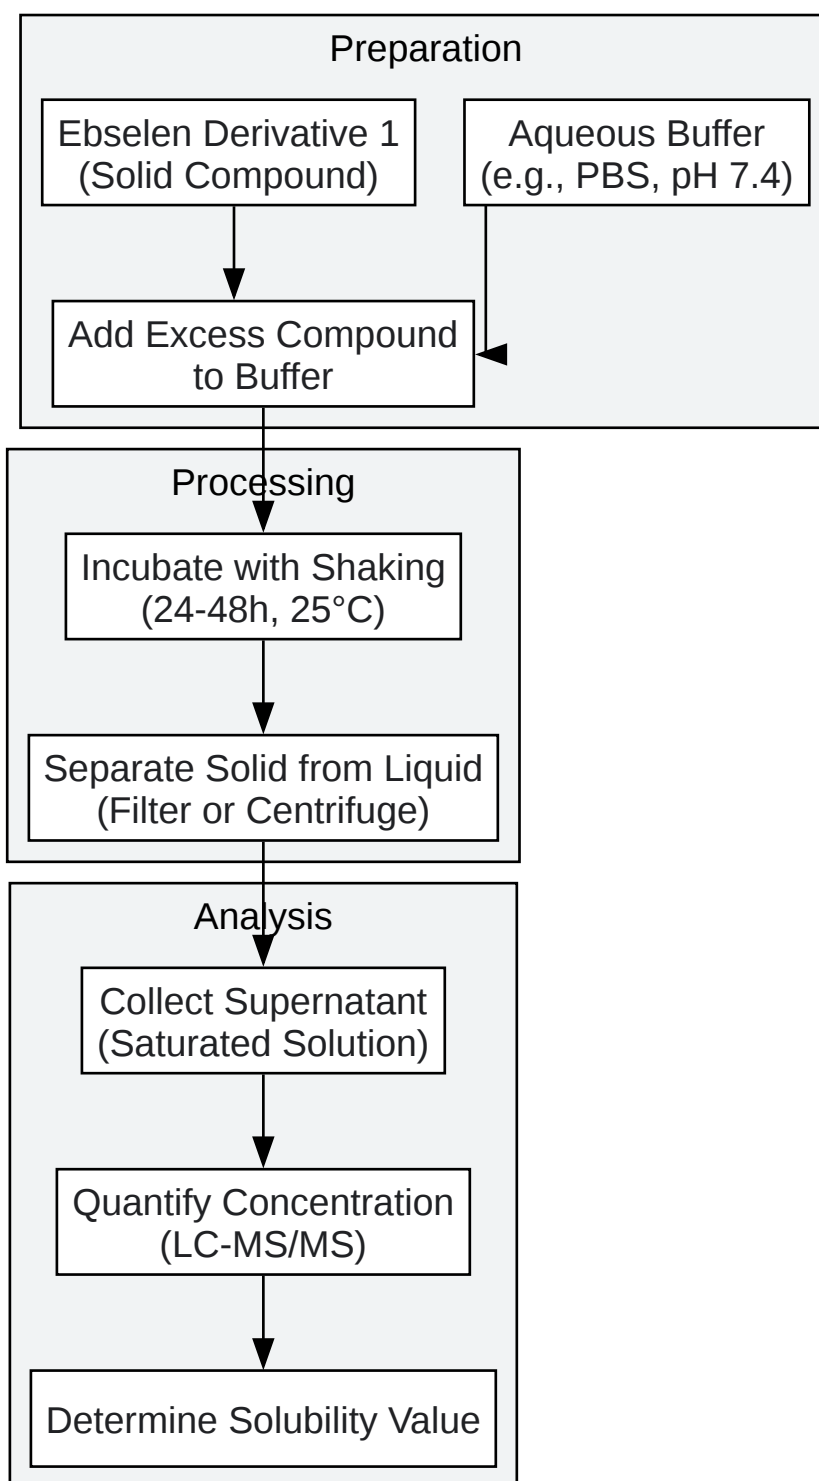 Preparation
Ebselen Derivative 1
(Solid Compound)
Aqueous Buffer
(e.g., PBS, pH 7.4)
Add Excess Compound
to Buffer
Processing
Incubate with Shaking
(24-48h, 25°C)
Separate Solid from Liquid
(Filter or Centrifuge)
Analysis
Collect Supernatant
(Saturated Solution)
Quantify Concentration
(LC-MS/MS)
Determine Solubility Value